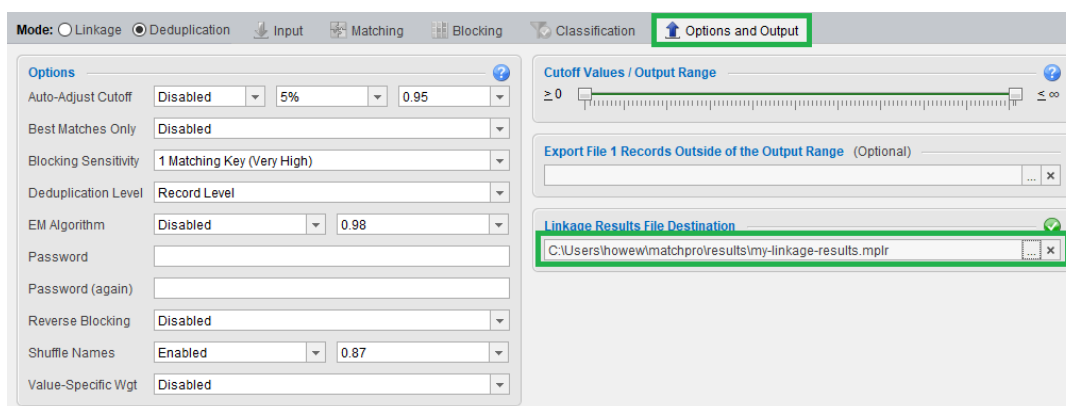 Mode: Linkage Deduplication Input Matching Blocking Classification Options and Output
Options
Auto-Adjust Cutoff Disabled 5% 0.95
Best Matches Only Disabled
Blocking Sensitivity 1 Matching Key (Very High)
Deduplication Level Record Level
EM Algorithm Disabled 0.98
Password
Password (again)
Reverse Blocking Disabled
Shuffle Names Enabled 0.87
Value-Specific Wgt Disabled
Cutoff Values / Output Range
≥ 0 ≤ ∞
Export File 1 Records Outside of the Output Range (Optional)
... ×
Linkage Results File Destination
C:\Users\howew\matchpro\results\my-linkage-results.mplr ... ×